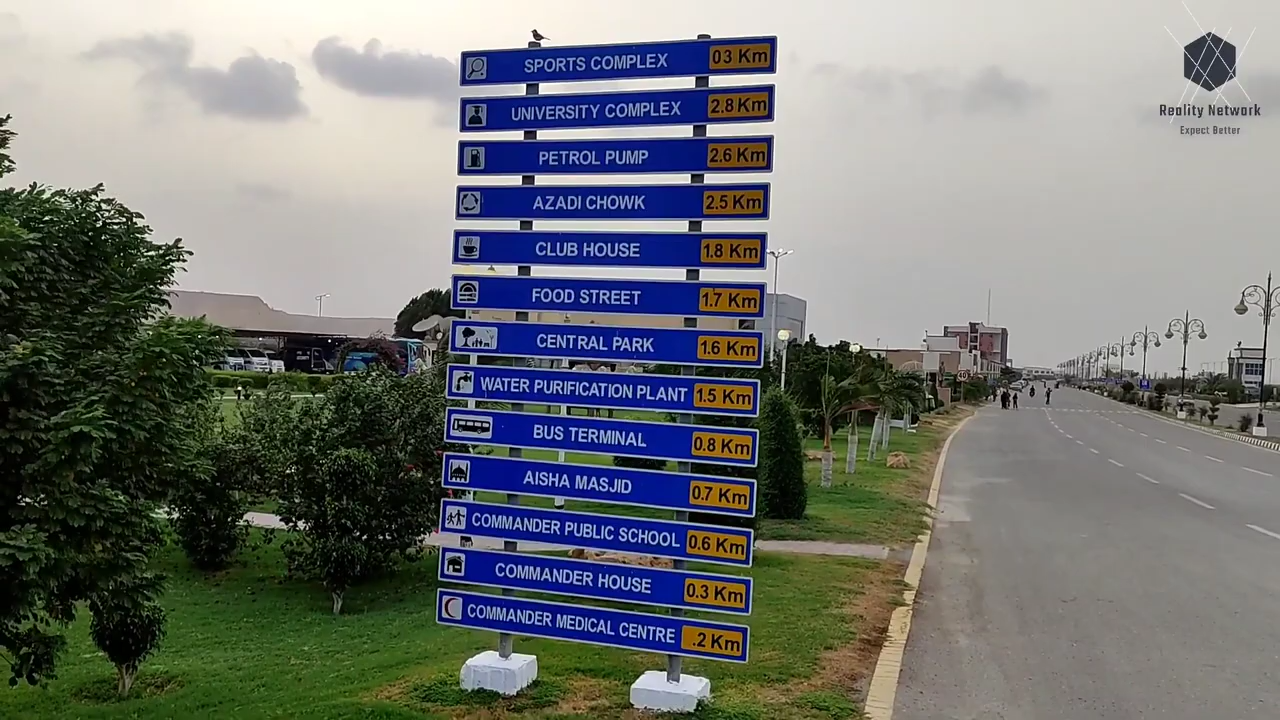 SPORTS COMPLEX 03 Km
UNIVERSITY COMPLEX 2.8 Km
PETROL PUMP 2.6 Km
AZADI CHOWK 2.5 Km
CLUB HOUSE 1.8 Km
FOOD STREET 1.7 Km
CENTRAL PARK 1.6 Km
WATER PURIFICATION PLANT 1.5 Km
BUS TERMINAL 0.8 Km
AISHA MASJID 0.7 Km
COMMANDER PUBLIC SCHOOL 0.6 Km
COMMANDER HOUSE 0.3 Km
COMMANDER MEDICAL CENTRE .2 Km
Reality Network
Expect Better
40